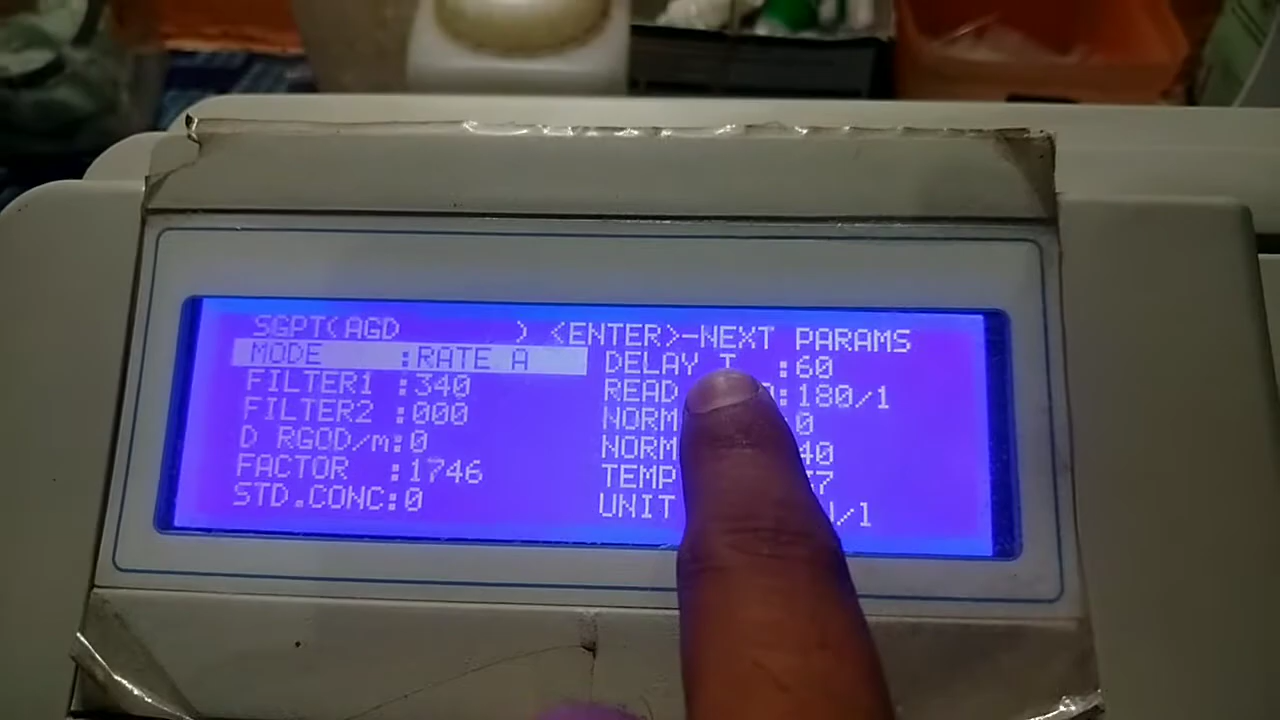 SGPT(AGD ) <ENTER>-NEXT PARAMS
MODE :RATE A
FILTER1 :340
FILTER2 :000
D RGOD/m:0
FACTOR :1746
STD.CONC:0
DELAY T :60
READ :180/1
NORM :0
NORM 40
TEMP
UNIT /1